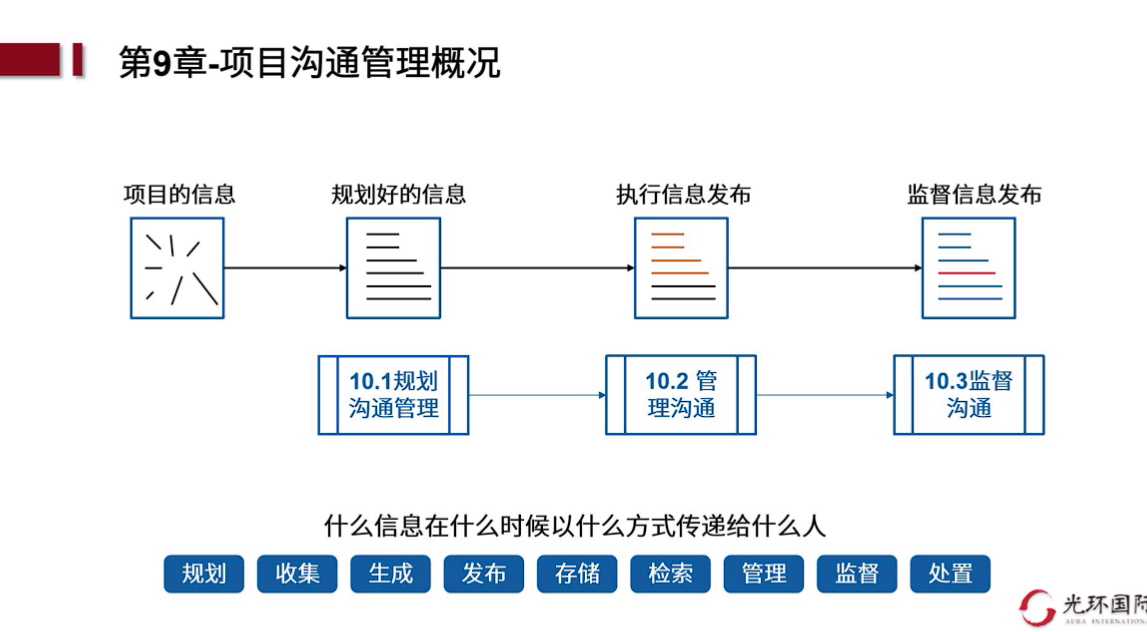 第9章-项目沟通管理概况
项目的信息
规划好的信息
执行信息发布
监督信息发布
10.1规划
沟通管理
10.2 管
理沟通
10.3监督
沟通
什么信息在什么时候以什么方式传递给什么人
规划
收集
生成
发布
存储
检索
管理
监督
处置
光环国际
AURA INTERNATION